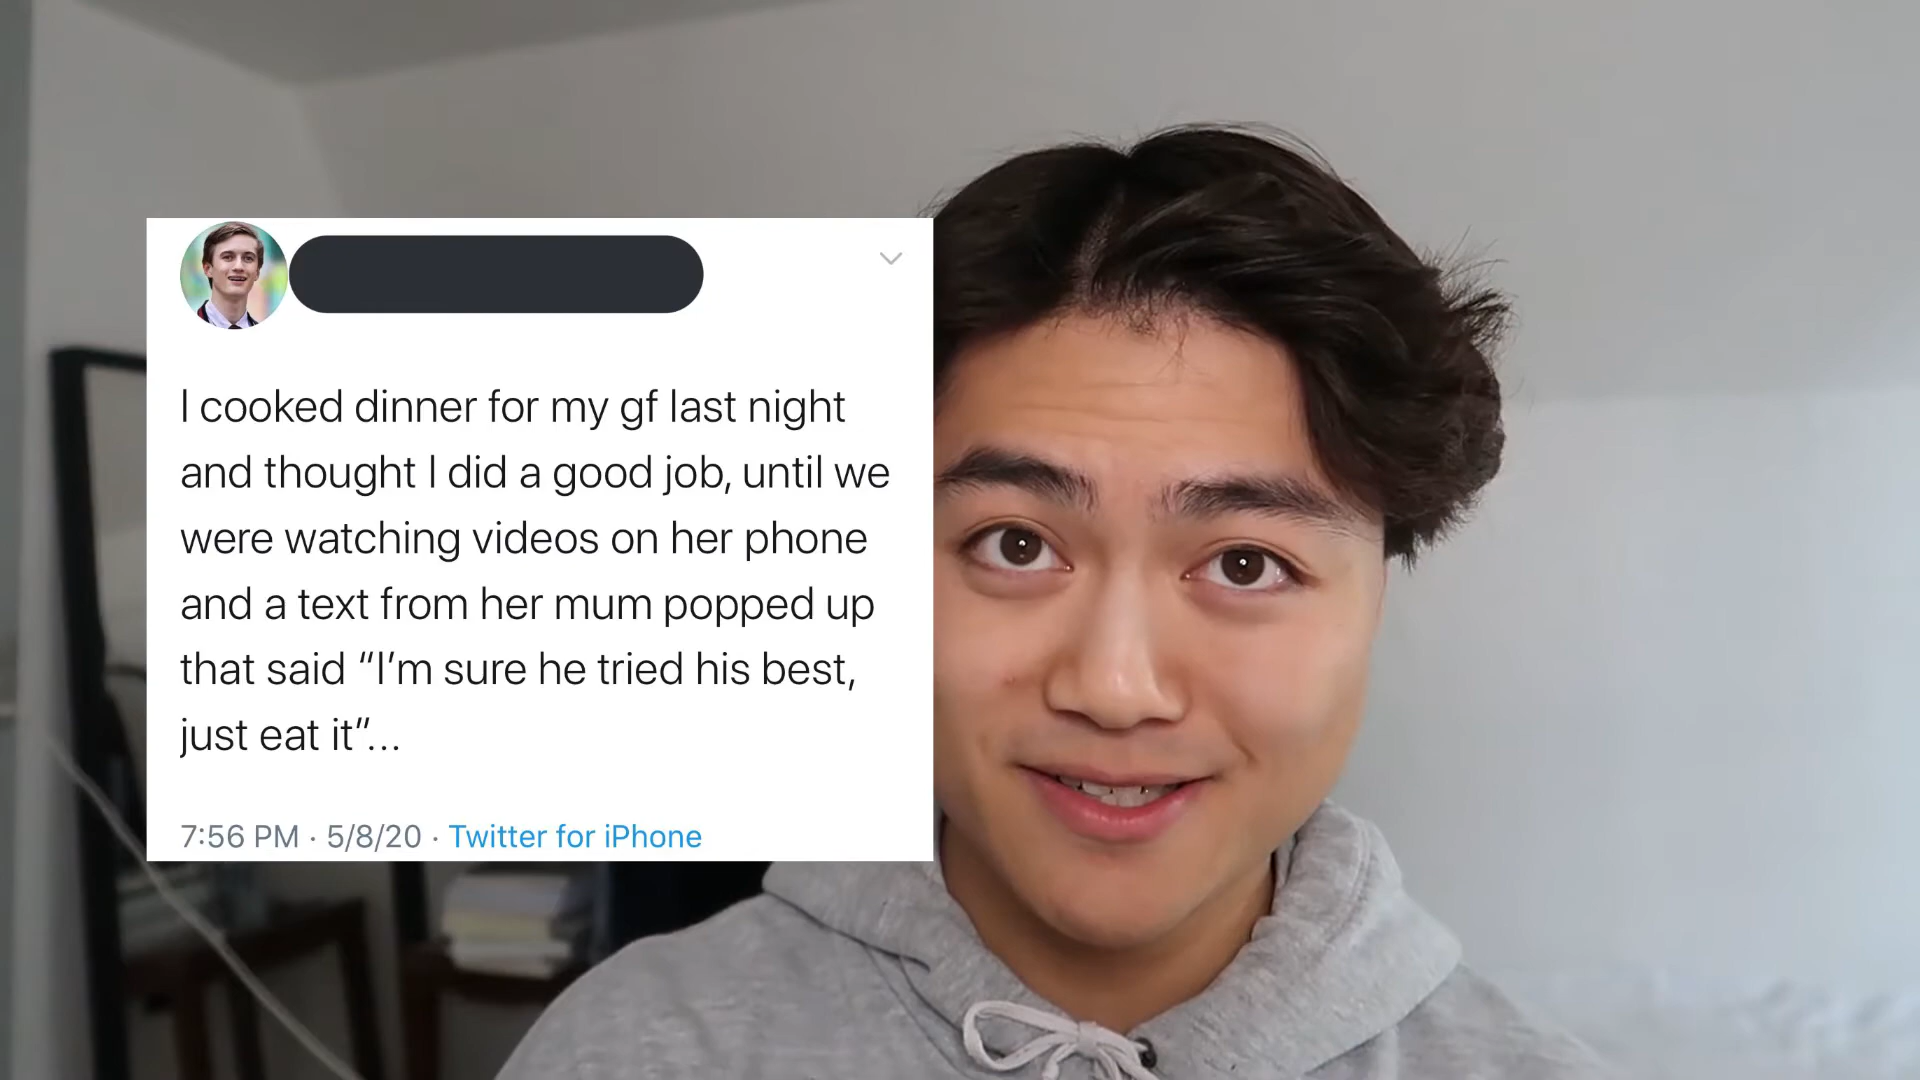 I cooked dinner for my gf last night
and thought I did a good job, until we
were watching videos on her phone
and a text from her mum popped up
that said “I’m sure he tried his best,
just eat it”...
7:56 PM · 5/8/20 · Twitter for iPhone